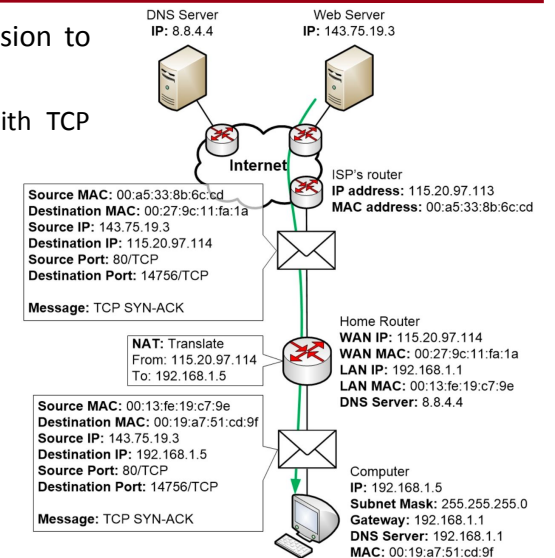 sion to
ith TCP
DNS Server
IP: 8.8.4.4
Web Server
IP: 143.75.19.3
Internet
ISP's router
IP address: 115.20.97.113
MAC address: 00:a5:33:8b:6c:cd
Source MAC: 00:a5:33:8b:6c:cd
Destination MAC: 00:27:9c:11:fa:1a
Source IP: 143.75.19.3
Destination IP: 115.20.97.114
Source Port: 80/TCP
Destination Port: 14756/TCP
Message: TCP SYN-ACK
NAT: Translate
From: 115.20.97.114
To: 192.168.1.5
Home Router
WAN IP: 115.20.97.114
WAN MAC: 00:27:9c:11:fa:1a
LAN IP: 192.168.1.1
LAN MAC: 00:13:fe:19:c7:9e
DNS Server: 8.8.4.4
Source MAC: 00:13:fe:19:c7:9e
Destination MAC: 00:19:a7:51:cd:9f
Source IP: 143.75.19.3
Destination IP: 192.168.1.5
Source Port: 80/TCP
Destination Port: 14756/TCP
Message: TCP SYN-ACK
Computer
IP: 192.168.1.5
Subnet Mask: 255.255.255.0
Gateway: 192.168.1.1
DNS Server: 192.168.1.1
MAC: 00:19:a7:51:cd:9f